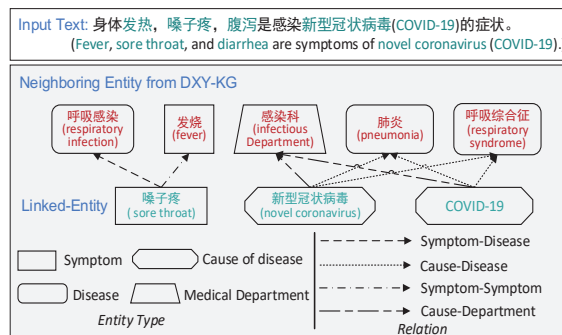 Input Text: 身体发热，嗓子疼，腹泻是感染新型冠状病毒(COVID-19)的症状。
(Fever, sore throat, and diarrhea are symptoms of novel coronavirus (COVID-19).
Neighboring Entity from DXY-KG
呼吸感染
(respiratory
infection)
发烧
(fever)
感染科
(infectious
Department)
肺炎
(pneumonia)
呼吸综合征
(respiratory
syndrome)
Linked-Entity
嗓子疼
( sore throat)
新型冠状病毒
(novel coronavirus)
COVID-19
Symptom
Cause of disease
Disease
Medical Department
Entity Type
Symptom-Disease
Cause-Disease
Symptom-Symptom
Cause-Department
Relation